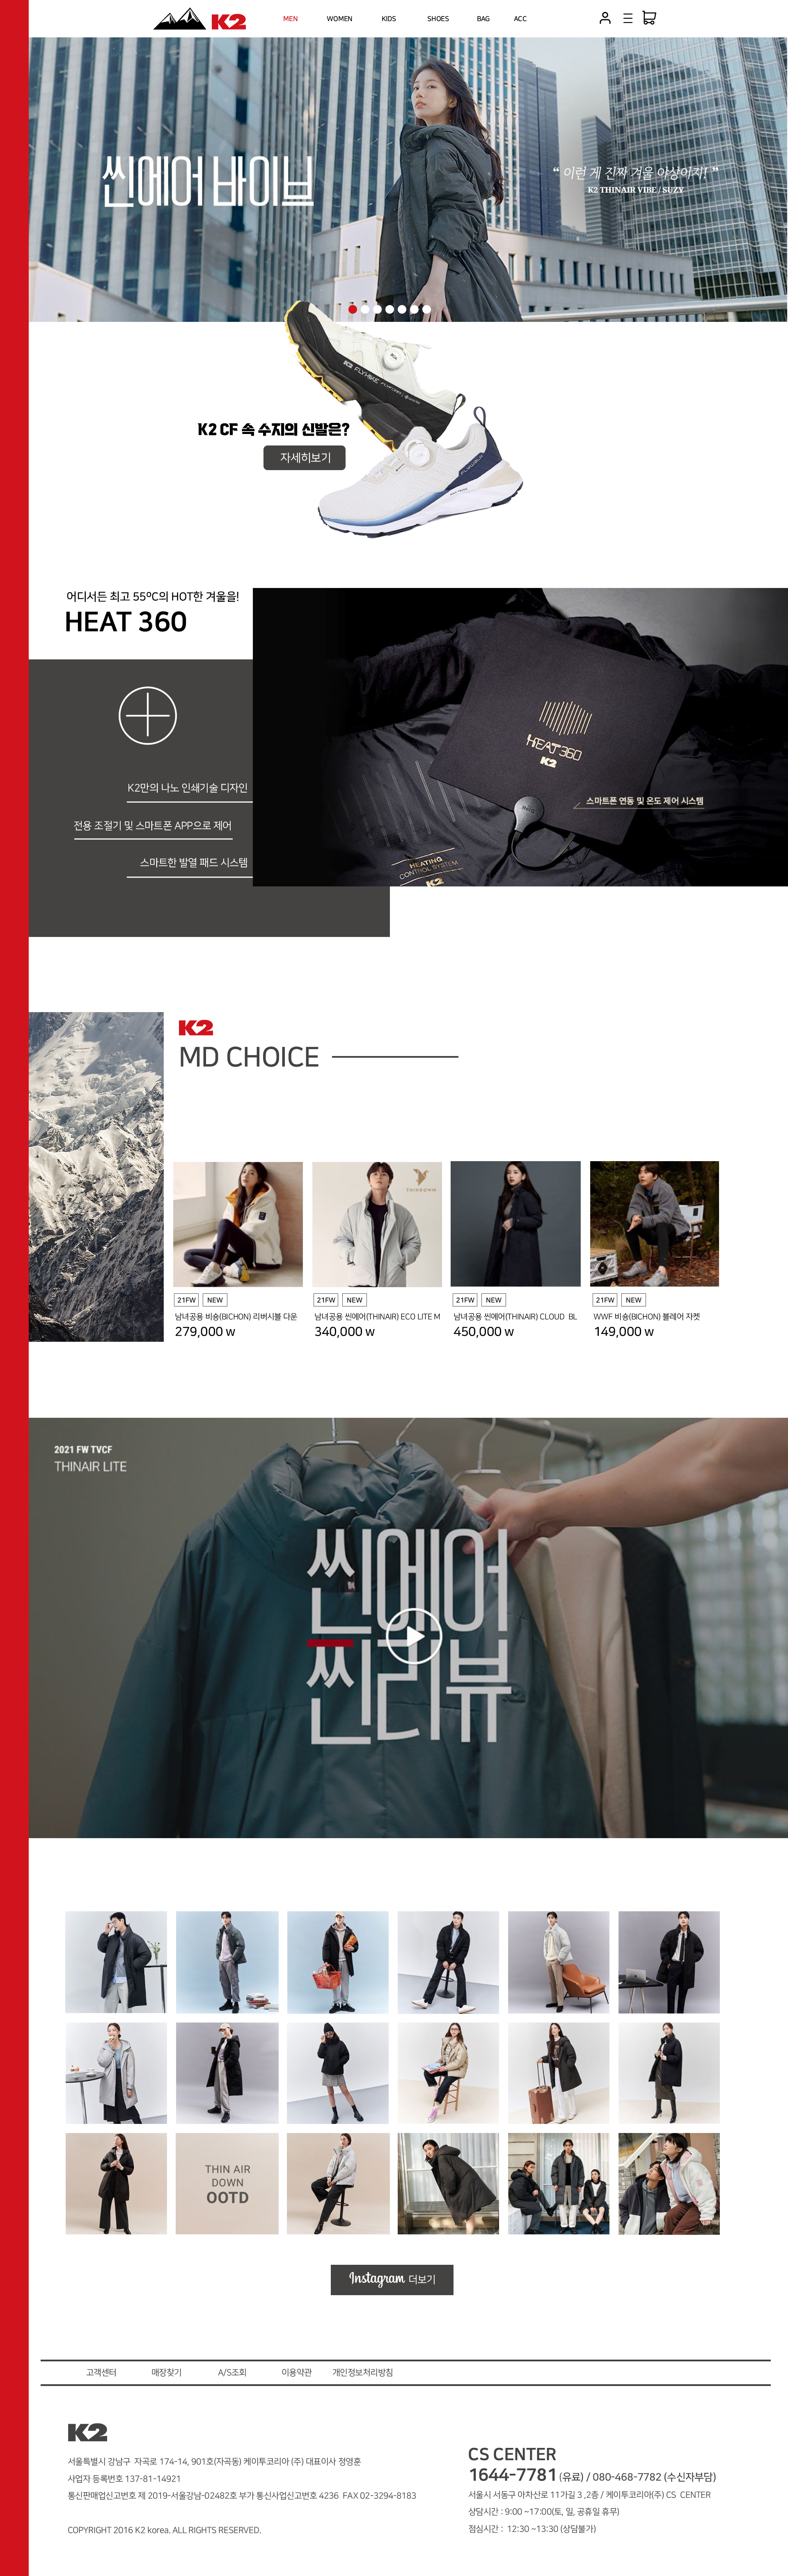 K2
MEN WOMEN KIDS SHOES BAG ACC
씬에어 바이브
“ 이런 게 진짜 겨울 야상이지! ”
K2 THINAIR VIBE / SUZY
K2 FLYHIKE
K2 CF 속 수지의 신발은?
자세히보기
어디서든 최고 55ºC의 HOT한 겨울을!
HEAT 360
K2만의 나노 인쇄기술 디자인
전용 조절기 및 스마트폰 APP으로 제어
스마트한 발열 패드 시스템
HEAT360
K2
스마트폰 연동 및 온도 제어 시스템
HEATING
CONTROL SYSTEM
K2
K2
MD CHOICE
THINDOWN
21FW NEW
남녀공용 비숑(BICHON) 리버시블 다운
279,000 w
21FW NEW
남녀공용 씬에어(THINAIR) ECO LITE M
340,000 w
21FW NEW
남녀공용 씬에어(THINAIR) CLOUD BL
450,000 w
21FW NEW
WWF 비숑(BICHON) 볼레어 자켓
149,000 w
2021 FW TVCF
THINAIR LITE
씬에어
씬리뷰
THIN AIR
DOWN
OOTD
Instagram 더보기
고객센터 매장찾기 A/S조회 이용약관 개인정보처리방침
K2
서울특별시 강남구 자곡로 174-14, 901호(자곡동) 케이투코리아 (주) 대표이사 정영훈
사업자 등록번호 137-81-14921
통신판매업신고번호 제 2019-서울강남-02482호 부가 통신사업신고번호 4236 FAX 02-3294-8183
COPYRIGHT 2016 K2 korea. ALL RIGHTS RESERVED.
CS CENTER
1644-7781 (유료) / 080-468-7782 (수신자부담)
서울시 서동구 아차산로 11가길 3 ,2층 / 케이투코리아(주) CS CENTER
상담시간 : 9:00 ~17:00(토, 일, 공휴일 휴무)
점심시간 : 12:30 ~13:30 (상담불가)